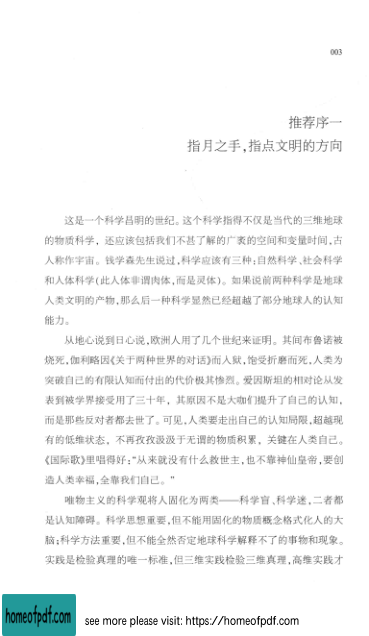 003
推荐序一
指月之手,指点文明的方向
这是一个科学昌明的世纪。这个科学指得不仅是当代的三维地球
的物质科学，还应该包括我们不甚了解的广袤的空间和变量时间,古
人称作宇宙。钱学森先生说过,科学应该有三种:自然科学,社会科学
和人体科学(此人体非谓肉体,而是灵体)。如果说前两种科学是地球
人类文明的产物,那么后一种科学显然已经超越了部分地球人的认知
能力。
从地心说到日心说,欧洲人用了几个世纪来证明。其间布鲁诺被
烧死,伽利略因《关于两种世界的对话》而入狱,饱受折磨而死,人类为
突破自己的有限认知而付出的代价极其惨烈。爱因斯坦的相对论从发
表到被学界接受用了三十年，其原因不是大咖们提升了自己的认知,
而是那些反对者都去世了。可见,人类要走出自己的认知局限,超越现
有的低维状态，不再孜孜汲汲于无谓的物质积累，关键在人类自己。
《国际歌》里唱得好:“从来就没有什么救世主,也不靠神仙皇帝,要创
造人类幸福,全靠我们自己。”
唯物主义的科学观将人固化为两类——科学盲、科学迷,二者都
是认知障碍。科学思想重要,但不能用固化的物质概念格式化人的大
脑;科学方法重要,但不能全然否定地球科学解释不了的事物和现象。
实践是检验真理的唯一标准,但三维实践检验三维真理,高维实践才
homeofpdf.com
see more please visit: https://homeofpdf.com